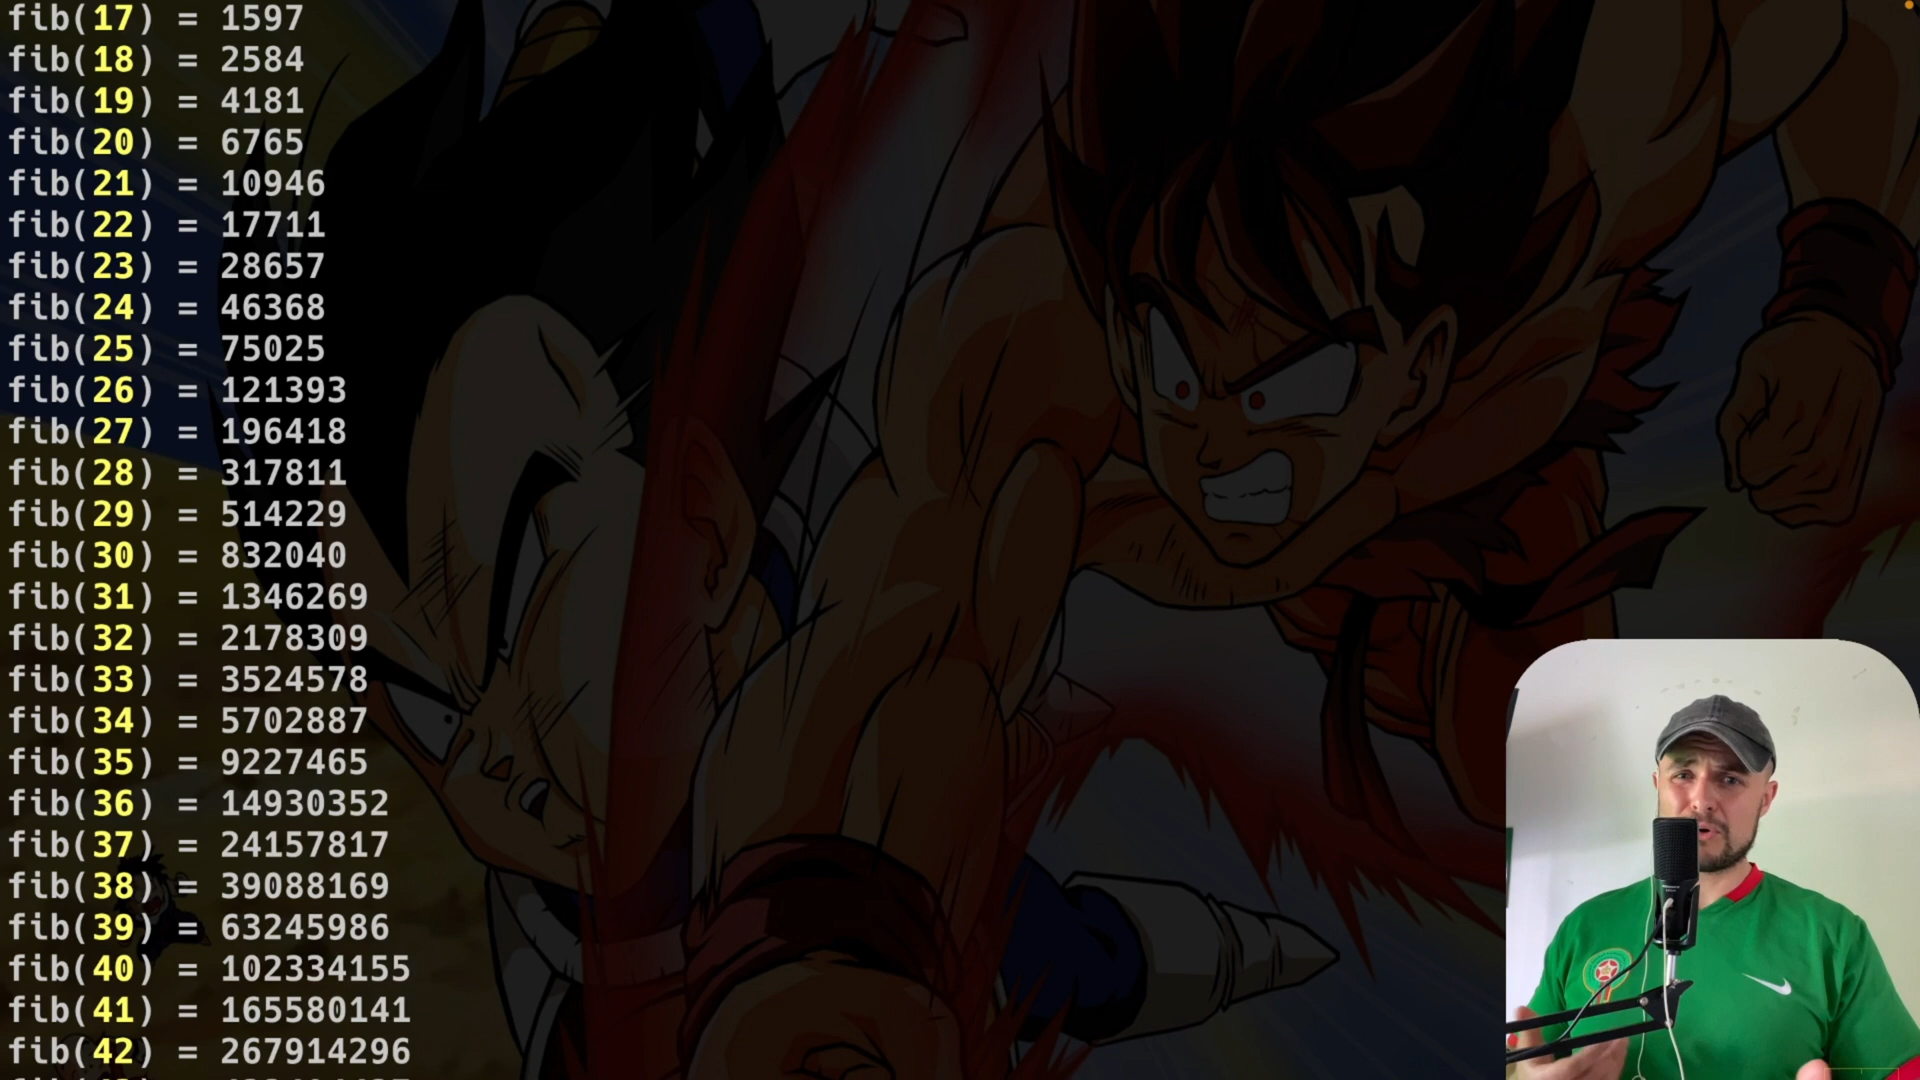 fib(17) = 1597
fib(18) = 2584
fib(19) = 4181
fib(20) = 6765
fib(21) = 10946
fib(22) = 17711
fib(23) = 28657
fib(24) = 46368
fib(25) = 75025
fib(26) = 121393
fib(27) = 196418
fib(28) = 317811
fib(29) = 514229
fib(30) = 832040
fib(31) = 1346269
fib(32) = 2178309
fib(33) = 3524578
fib(34) = 5702887
fib(35) = 9227465
fib(36) = 14930352
fib(37) = 24157817
fib(38) = 39088169
fib(39) = 63245986
fib(40) = 102334155
fib(41) = 165580141
fib(42) = 267914296